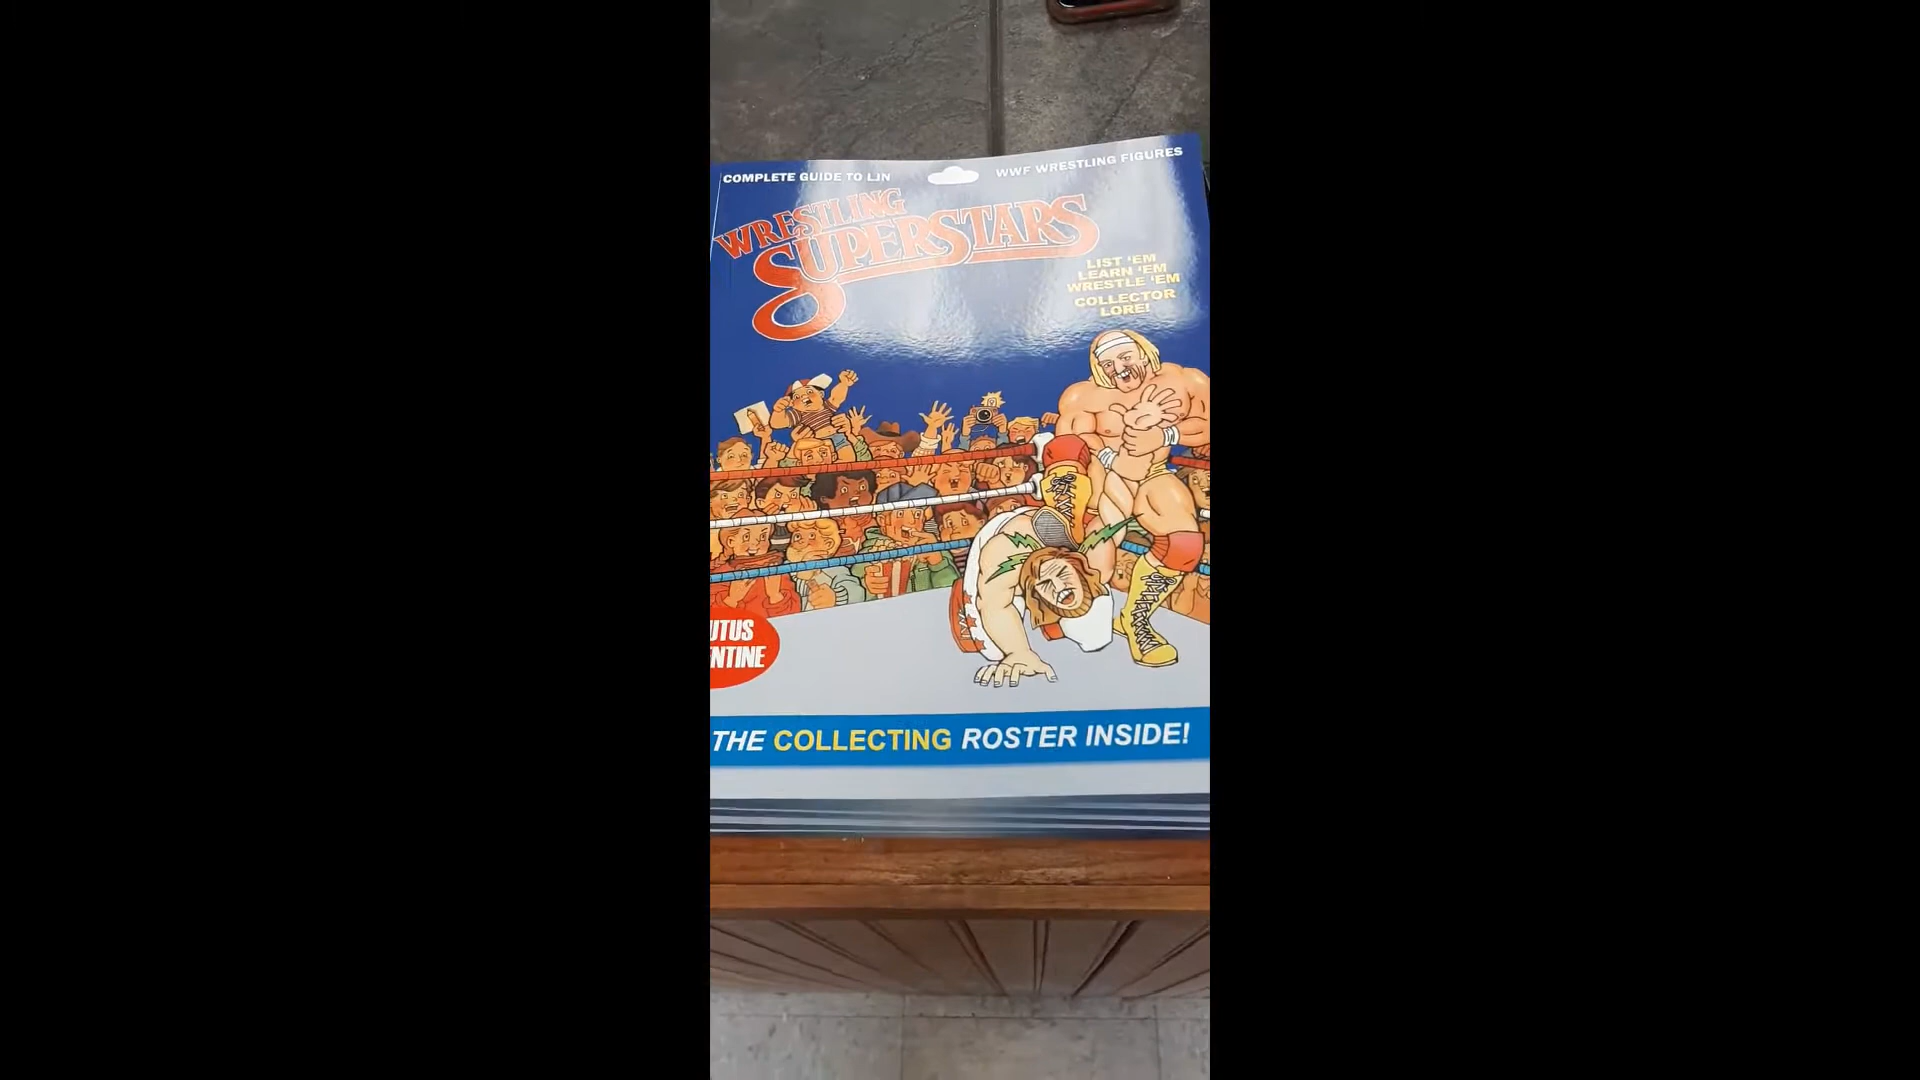 COMPLETE GUIDE TO LJN
WWF WRESTLING FIGURES
WRESTLING
SUPERSTARS
LIST 'EM
LEARN 'EM
WRESTLE 'EM
COLLECTOR
LORE!
UTUS
NTINE
THE COLLECTING ROSTER INSIDE!